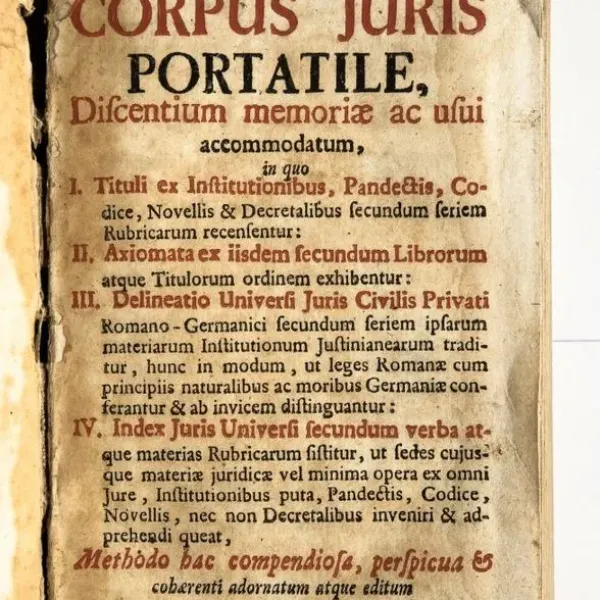 CORPUS JURIS
PORTATILE,
Diſcentium memoriæ ac uſui
accommodatum,
in quo
I. Tituli ex Inſtitutionibus, Pandectis, Co-
dice, Novellis & Decretalibus ſecundum ſeriem
Rubricarum recenſentur:
II. Axiomata ex iisdem ſecundum Librorum
atque Titulorum ordinem exhibentur:
III. Delineatio Univerſi Juris Civilis Privati
Romano-Germanici ſecundum ſeriem ipſarum
materiarum Inſtitutionum Juſtinianearum tradi-
tur, hunc in modum, ut leges Romanæ cum
principiis naturalibus ac moribus Germaniæ con-
ferantur & ab invicem diſtinguantur:
IV. Index Juris Univerſi ſecundum verba at-
que materias Rubricarum ſiſtitur, ut ſedes cujus-
que materiæ juridicæ vel minima opera ex omni
Jure, Inſtitutionibus puta, Pandectis, Codice,
Novellis, nec non Decretalibus inveniri & ad-
prehendi queat,
Methodo hac compendioſa, perſpicua &
cohærenti adornatum atque editum